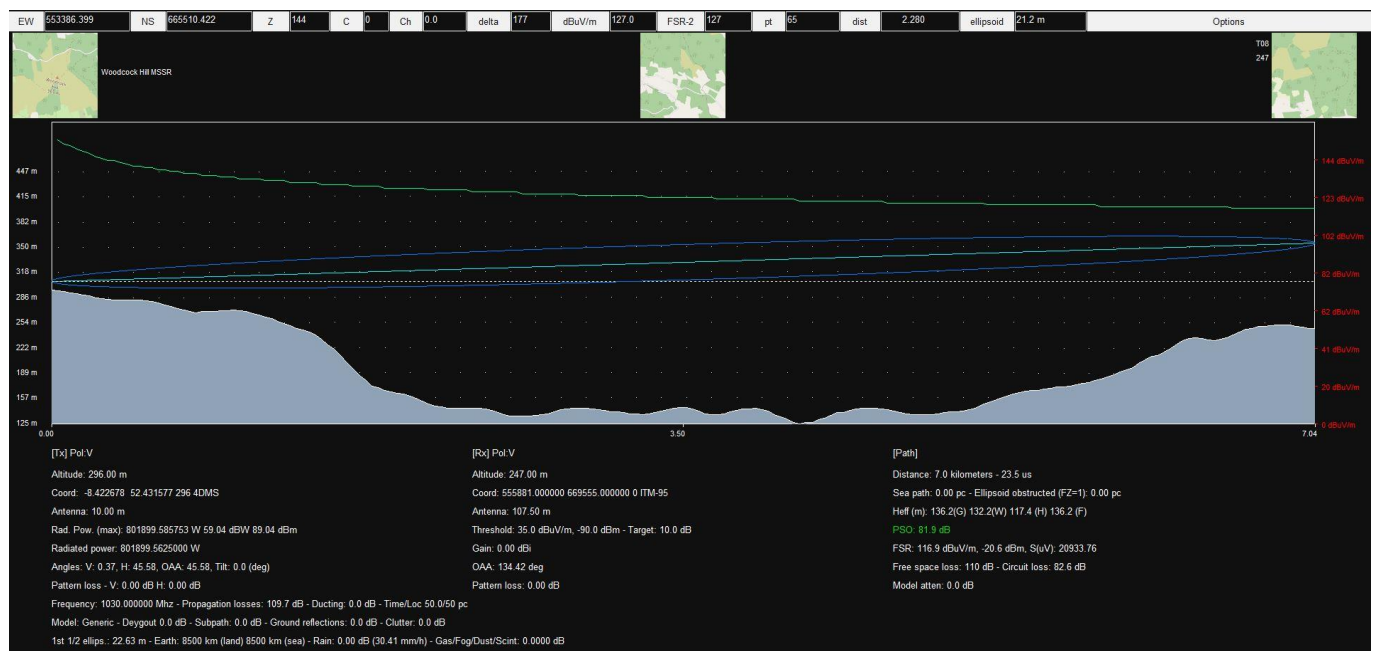 EW 553386.399 NS 665510.422 Z 144 C 0 Ch 0.0 delta 177 dBuV/m 127.0 FSR-2 127 pt 65 dist 2.280 ellipsoid 21.2 m Options
Woodcock Hill MSSR
T08
247
447 m
415 m
382 m
350 m
318 m
286 m
254 m
222 m
189 m
157 m
125 m
144 dBuV/m
123 dBuV/m
102 dBuV/m
82 dBuV/m
62 dBuV/m
41 dBuV/m
20 dBuV/m
0 dBuV/m
0.00 3.50 7.04
[Tx] Pol:V
Altitude: 296.00 m
Coord: -8.422678 52.431577 296 4DMS
Antenna: 10.00 m
Rad. Pow. (max): 801899.585753 W 59.04 dBW 89.04 dBm
Radiated power: 801899.5625000 W
Angles: V: 0.37, H: 45.58, OAA: 45.58, Tilt: 0.0 (deg)
Pattern loss - V: 0.00 dB H: 0.00 dB
Frequency: 1030.000000 Mhz - Propagation losses: 109.7 dB - Ducting: 0.0 dB - Time/Loc 50.0/50 pc
Model: Generic - Deygout 0.0 dB - Subpath: 0.0 dB - Ground reflections: 0.0 dB - Clutter: 0.0 dB
1st 1/2 ellips.: 22.63 m - Earth: 8500 km (land) 8500 km (sea) - Rain: 0.00 dB (30.41 mm/h) - Gas/Fog/Dust/Scint: 0.0000 dB
[Rx] Pol:V
Altitude: 247.00 m
Coord: 555881.000000 669555.000000 0 ITM-95
Antenna: 107.50 m
Threshold: 35.0 dBuV/m, -90.0 dBm - Target: 10.0 dB
Gain: 0.00 dBi
OAA: 134.42 deg
Pattern loss: 0.00 dB
[Path]
Distance: 7.0 kilometers - 23.5 us
Sea path: 0.00 pc - Ellipsoid obstructed (FZ=1): 0.00 pc
Heff (m): 136.2(G) 132.2(W) 117.4 (H) 136.2 (F)
PSO: 81.9 dB
FSR: 116.9 dBuV/m, -20.6 dBm, S(uV): 20933.76
Free space loss: 110 dB - Circuit loss: 82.6 dB
Model atten: 0.0 dB